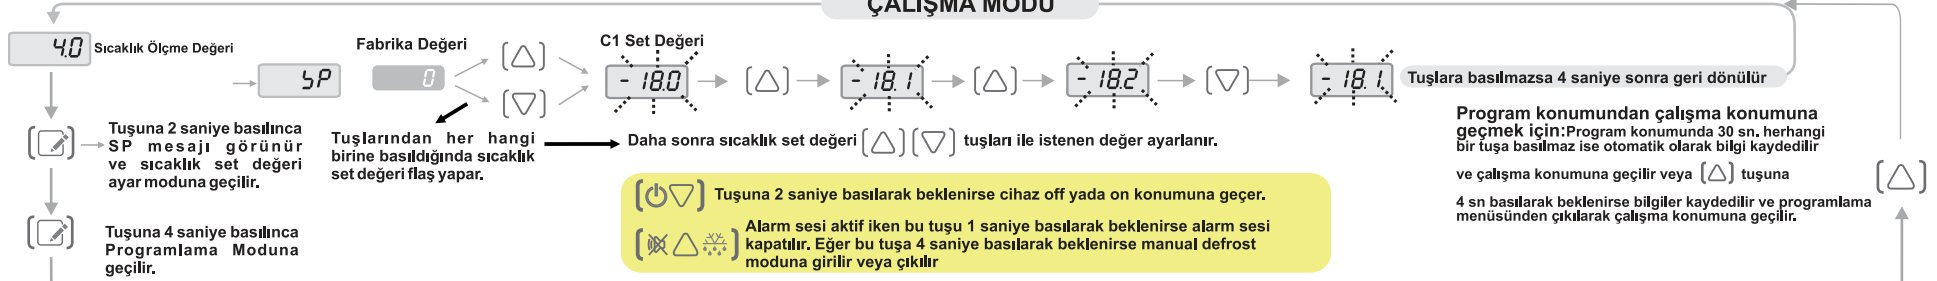 ÇALIŞMA MODU
4.0 Sıcaklık Ölçme Değeri
SP
Fabrika Değeri
0
C1 Set Değeri
- 18.0
- 18.1
- 18.2
- 18.1
Tuşlara basılmazsa 4 saniye sonra geri dönülür
Tuşuna 2 saniye basılınca
SP mesajı görünür
ve sıcaklık set değeri
ayar moduna geçilir.
Tuşlarından her hangi
birine basıldığında sıcaklık
set değeri flaş yapar.
Daha sonra sıcaklık set değeri tuşları ile istenen değer ayarlanır.
Tuşuna 2 saniye basılarak beklenirse cihaz off yada on konumuna geçer.
Alarm sesi aktif iken bu tuşu 1 saniye basılarak beklenirse alarm sesi
kapatılır. Eğer bu tuşa 4 saniye basılarak beklenirse manual defrost
moduna girilir veya çıkılır
Program konumundan çalışma konumuna
geçmek için:Program konumunda 30 sn. herhangi
bir tuşa basılmaz ise otomatik olarak bilgi kaydedilir
ve çalışma konumuna geçilir veya tuşuna
4 sn basılarak beklenirse bilgiler kaydedilir ve programlama
menüsünden çıkılarak çalışma konumuna geçilir.
Tuşuna 4 saniye basılınca
Programlama Moduna
geçilir.